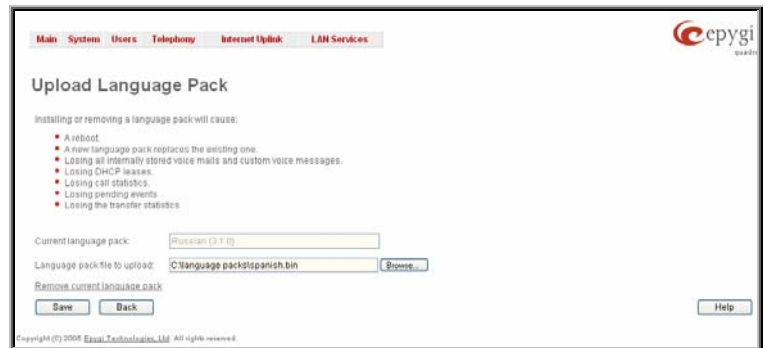 Main System Users Telephony Internet Uplink LAN Services
epygi
quadro
Upload Language Pack
Installing or removing a language pack will cause:
A reboot.
A new language pack replaces the existing one.
Losing all internally stored voice mails and custom voice messages.
Losing DHCP leases.
Losing call statistics.
Losing pending events
Losing the transfer statistics
Current language pack: Russian (3.1.0)
Language pack file to upload: C:\language packs\spanish.bin Browse...
Remove current language pack
Save Back Help
Copyright (C) 2006 Epygi Technologies, Ltd. All rights reserved.